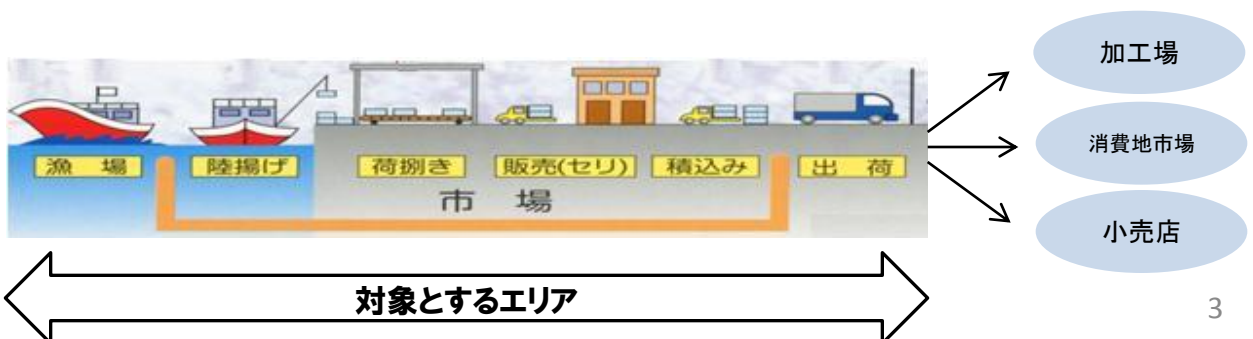 漁場
陸揚げ
荷捌き
販売(セリ)
積込み
出荷
市場
加工場
消費地市場
小売店
対象とするエリア
3